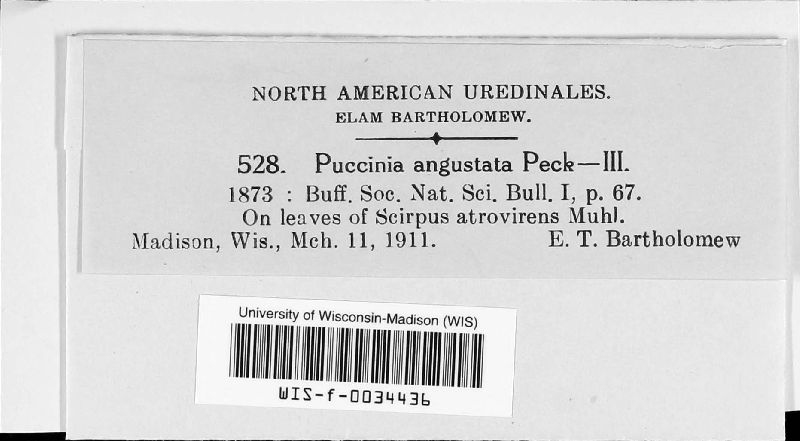 NORTH AMERICAN UREDINALES.
ELAM BARTHOLOMEW.
528. Puccinia angustata Peck—III.
1873 : Buff. Soc. Nat. Sci. Bull. I, p. 67.
On leaves of Scirpus atrovirens Muhl.
Madison, Wis., Mch. 11, 1911. E. T. Bartholomew
University of Wisconsin-Madison (WIS)
WIS-f-0034436